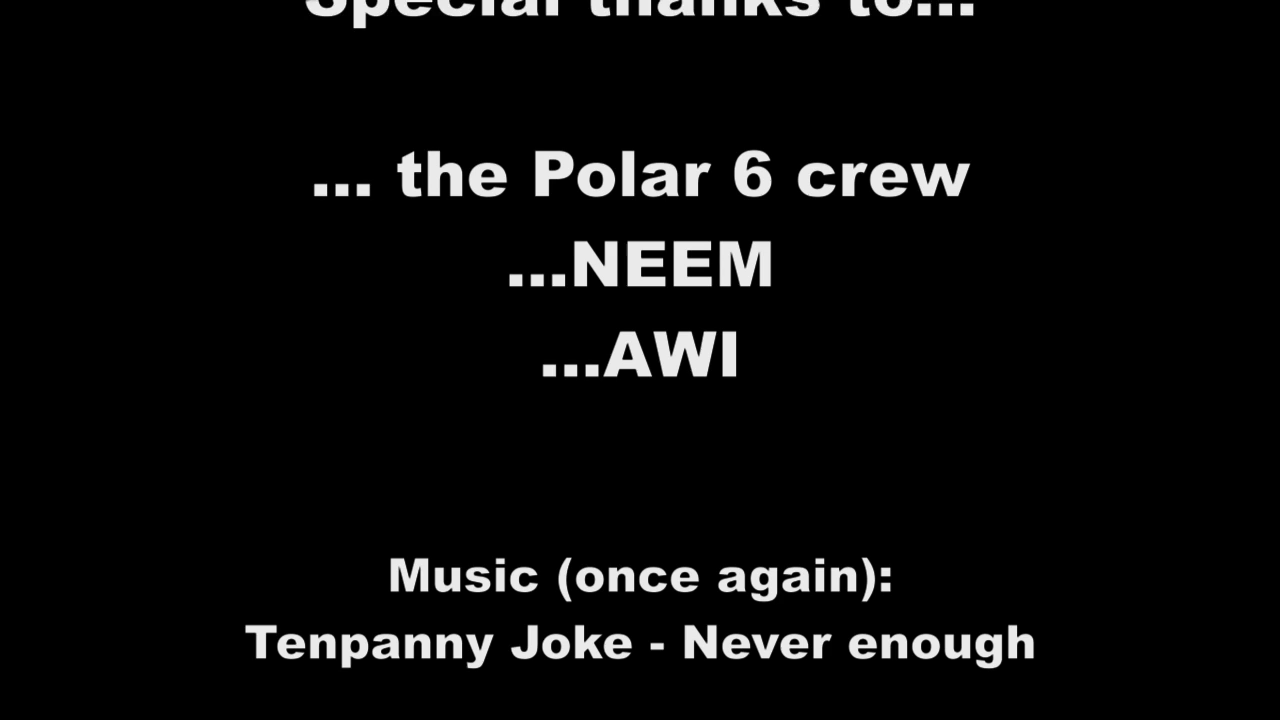 Special thanks to...
... the Polar 6 crew
...NEEM
...AWI
Music (once again):
Tenpanny Joke - Never enough